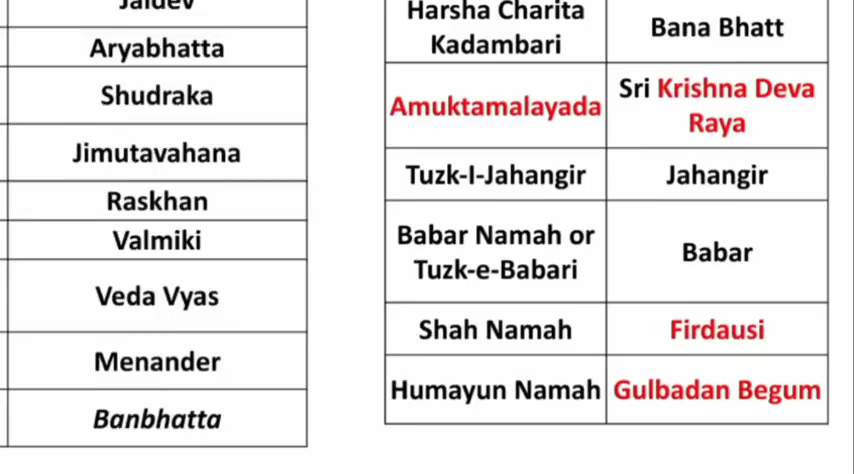 Jaidev
Aryabhatta
Shudraka
Jimutavahana
Raskhan
Valmiki
Veda Vyas
Menander
Banbhatta
Harsha Charita
Kadambari
Bana Bhatt
Amuktamalayada
Sri Krishna Deva
Raya
Tuzk-I-Jahangir
Jahangir
Babar Namah or
Tuzk-e-Babari
Babar
Shah Namah
Firdausi
Humayun Namah
Gulbadan Begum